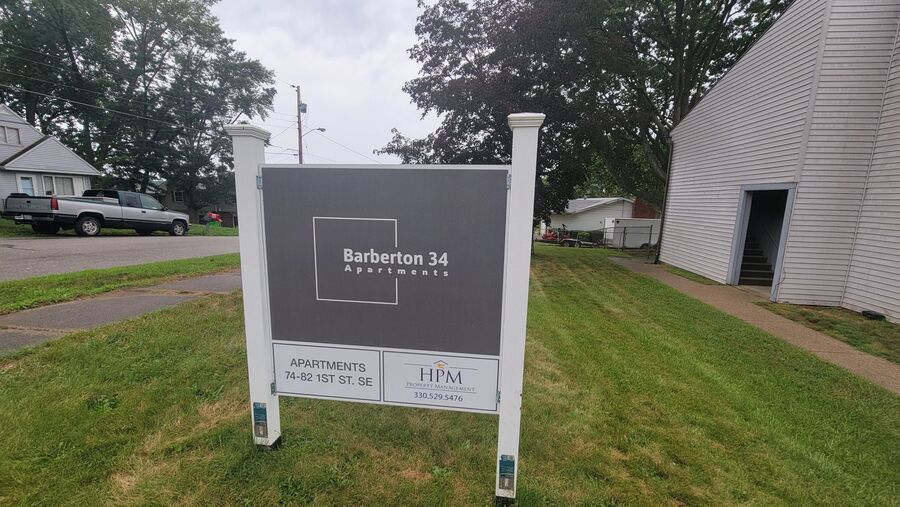 Barberton 34
Apartments
APARTMENTS
74-82 1ST ST. SE
HPM
PROPERTY MANAGEMENT
330.529.5476